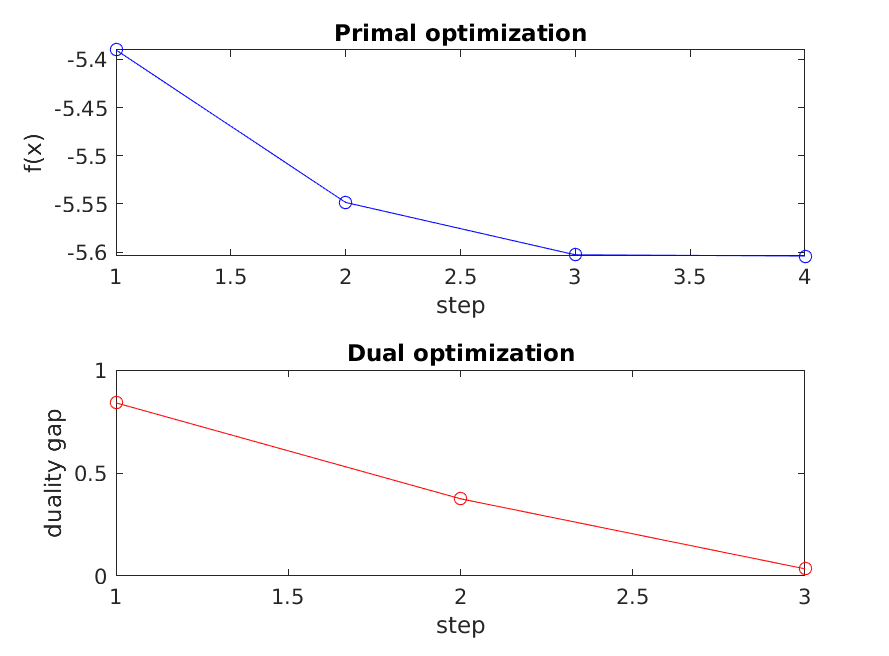 Primal optimization
f(x)
-5.4
-5.45
-5.5
-5.55
-5.6
1 1.5 2 2.5 3 3.5 4
step
Dual optimization
duality gap
1
0.5
0
1 1.5 2 2.5 3
step